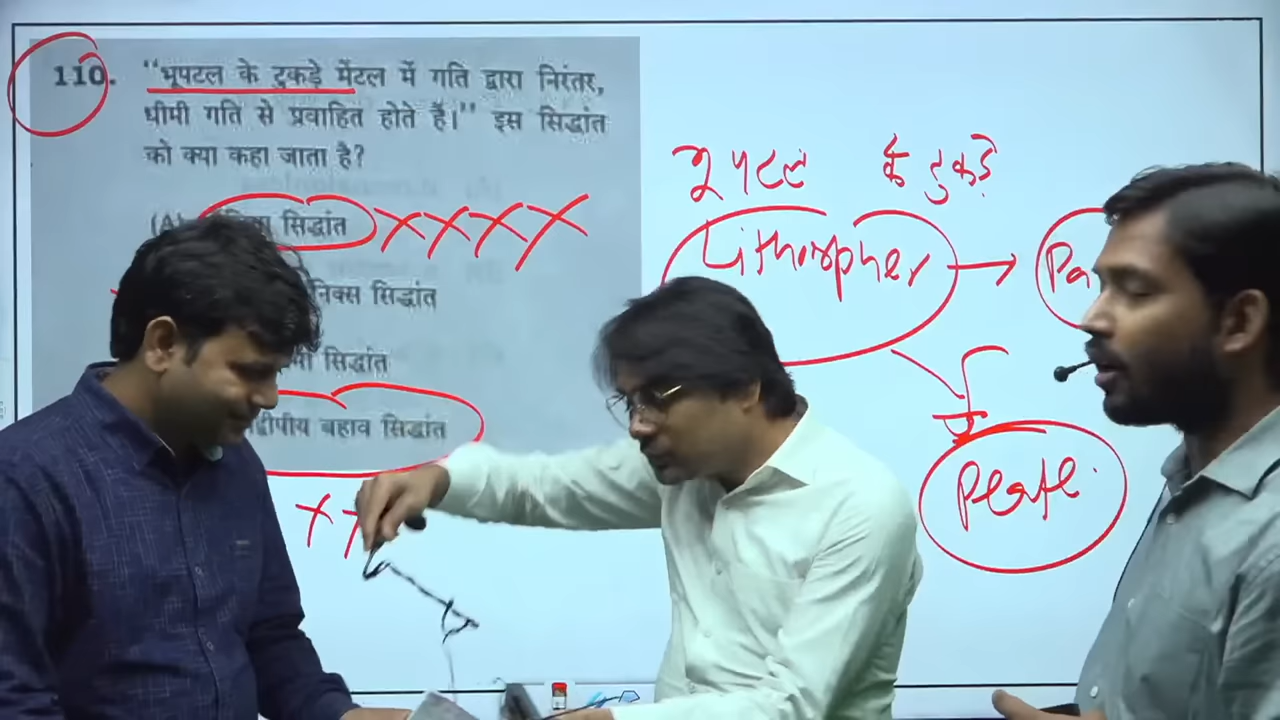 110. "भूपटल के टुकड़े मेंटल में गति द्वारा निरंतर,
धीमी गति से प्रवाहित होते हैं।" इस सिद्धांत
को क्या कहा जाता है?
(A) सिद्धांत
निक्स सिद्धांत
सिद्धांत
द्वीपीय बहाव सिद्धांत
भूपटल के टुकड़े
Lithospher
Pa
Plate